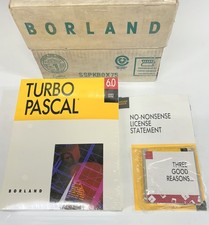 BORLAND
TURBO
PASCAL
6.0
BORLAND
NO-NONSENSE
LICENSE
STATEMENT
THREE
GOOD
REASONS...